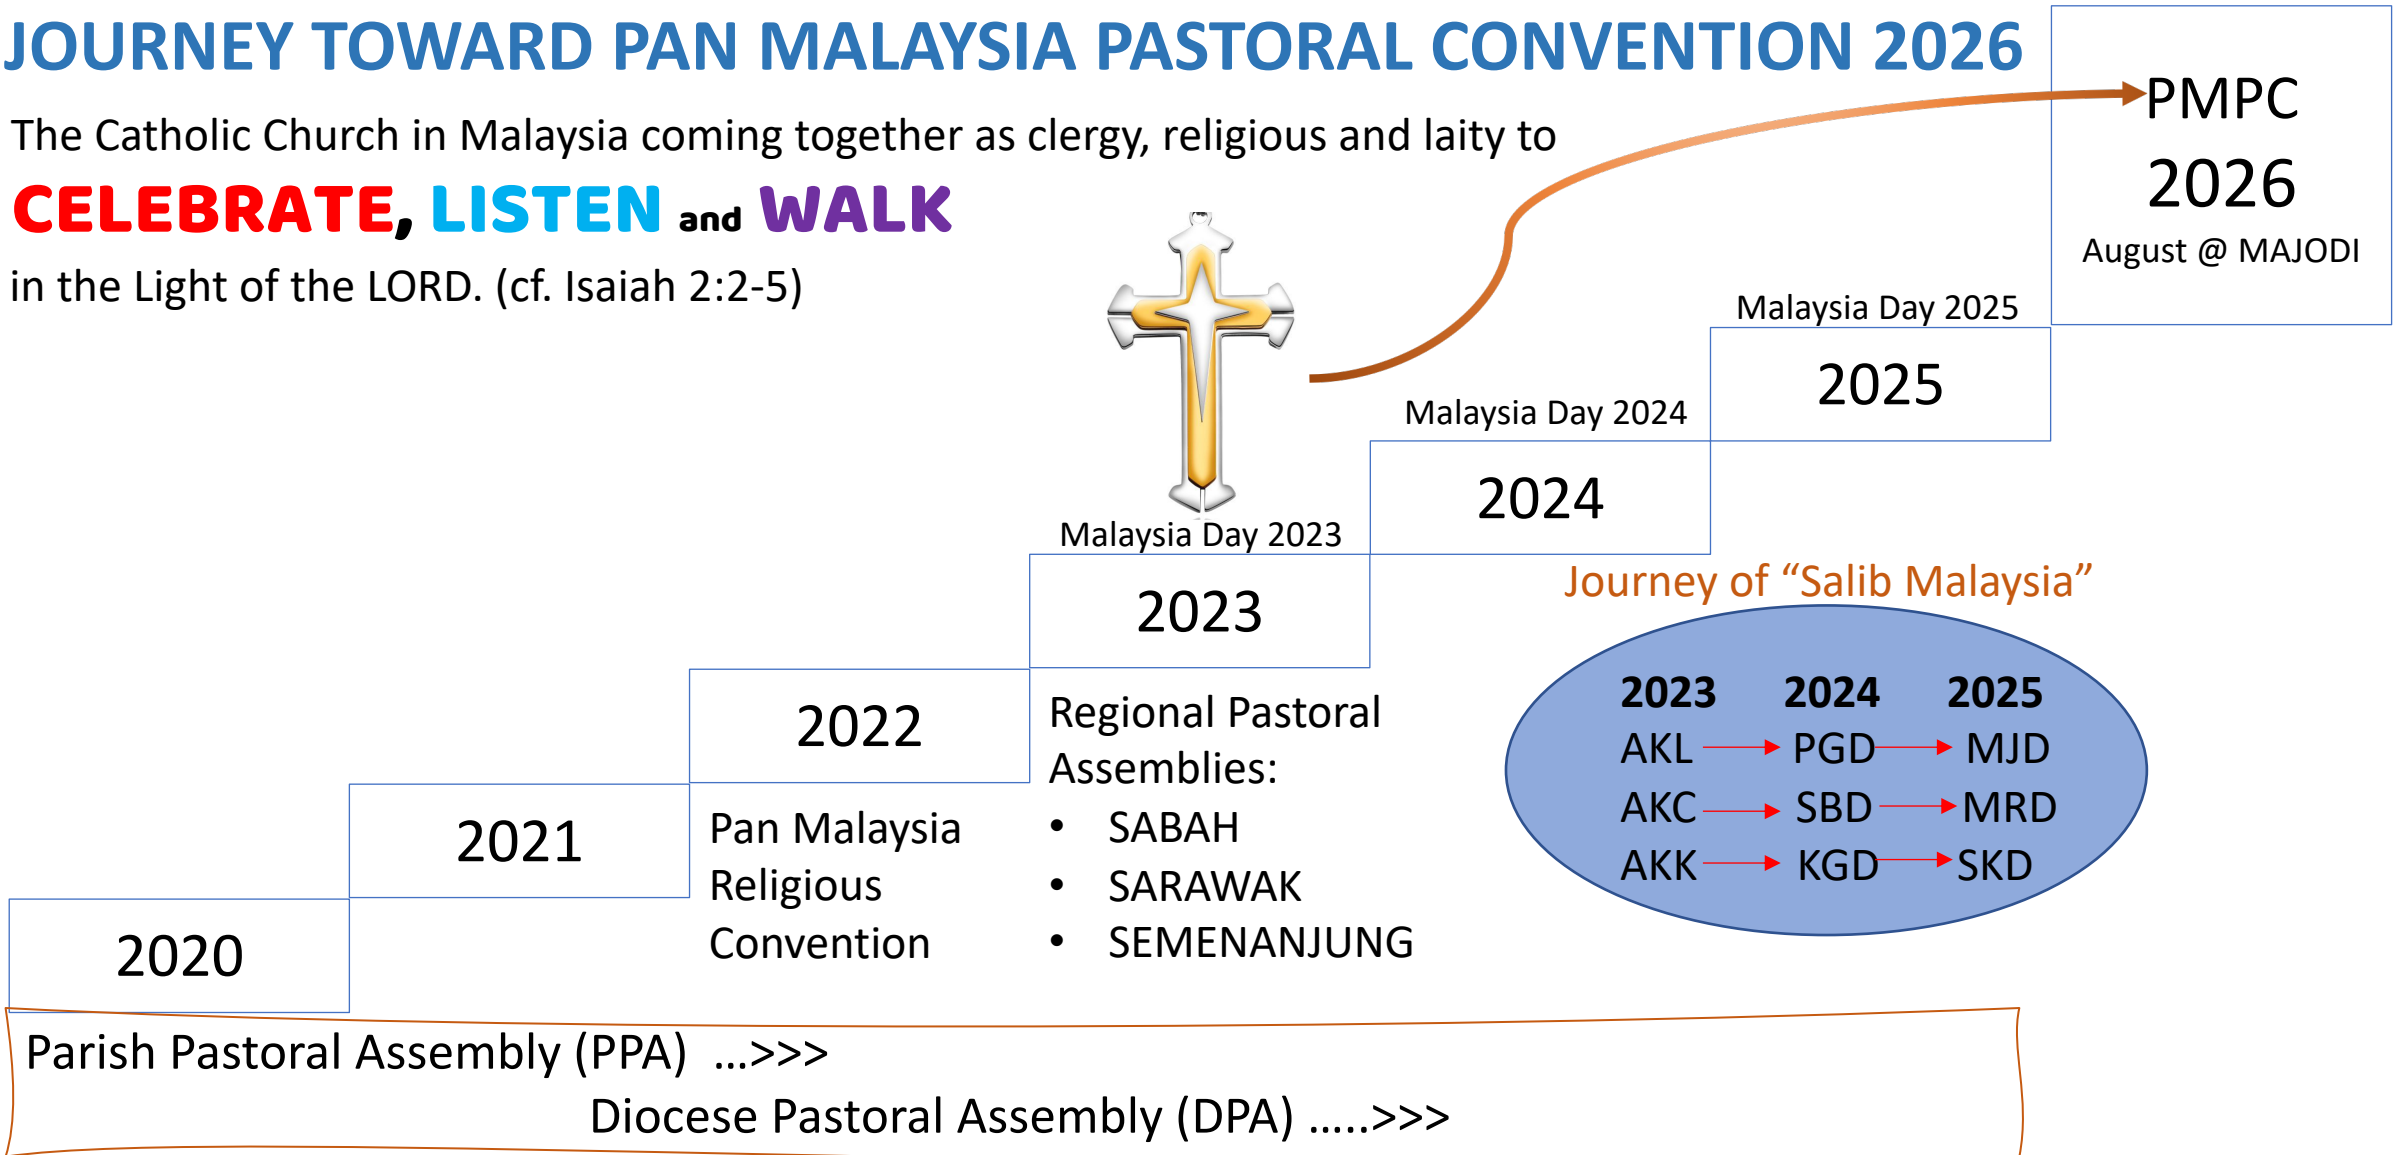 JOURNEY TOWARD PAN MALAYSIA PASTORAL CONVENTION 2026
The Catholic Church in Malaysia coming together as clergy, religious and laity to
CELEBRATE, LISTEN and WALK
in the Light of the LORD. (cf. Isaiah 2:2-5)
PMPC
2026
August @ MAJODI
Malaysia Day 2025
2025
Malaysia Day 2024
2024
Malaysia Day 2023
2023
Regional Pastoral
Assemblies:
• SABAH
• SARAWAK
• SEMENANJUNG
2022
Pan Malaysia
Religious
Convention
2021
2020
Journey of “Salib Malaysia”
2023 2024 2025
AKL PGD MJD
AKC SBD MRD
AKK KGD SKD
Parish Pastoral Assembly (PPA) ...>>>
Diocese Pastoral Assembly (DPA) .....>>>